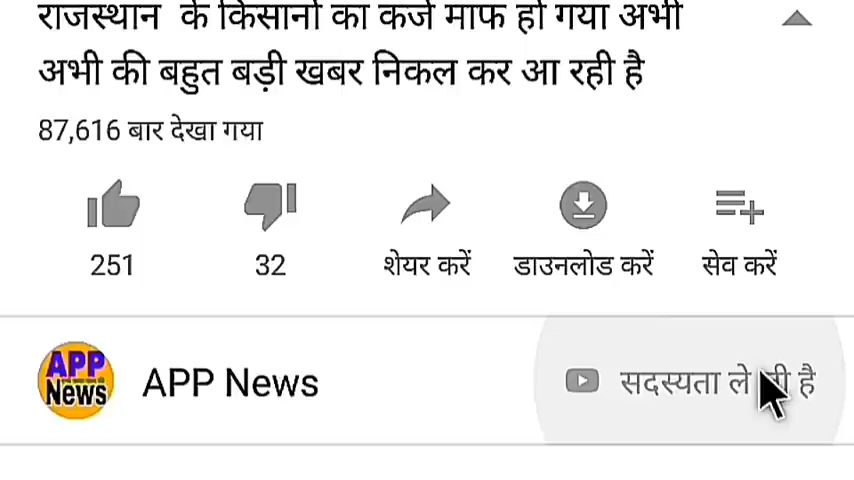 राजस्थान के किसानों का कर्ज माफ हो गया अभी
अभी की बहुत बड़ी खबर निकल कर आ रही है
87,616 बार देखा गया
251 32 शेयर करें डाउनलोड करें सेव करें
APP News
APP News सदस्यता ले है